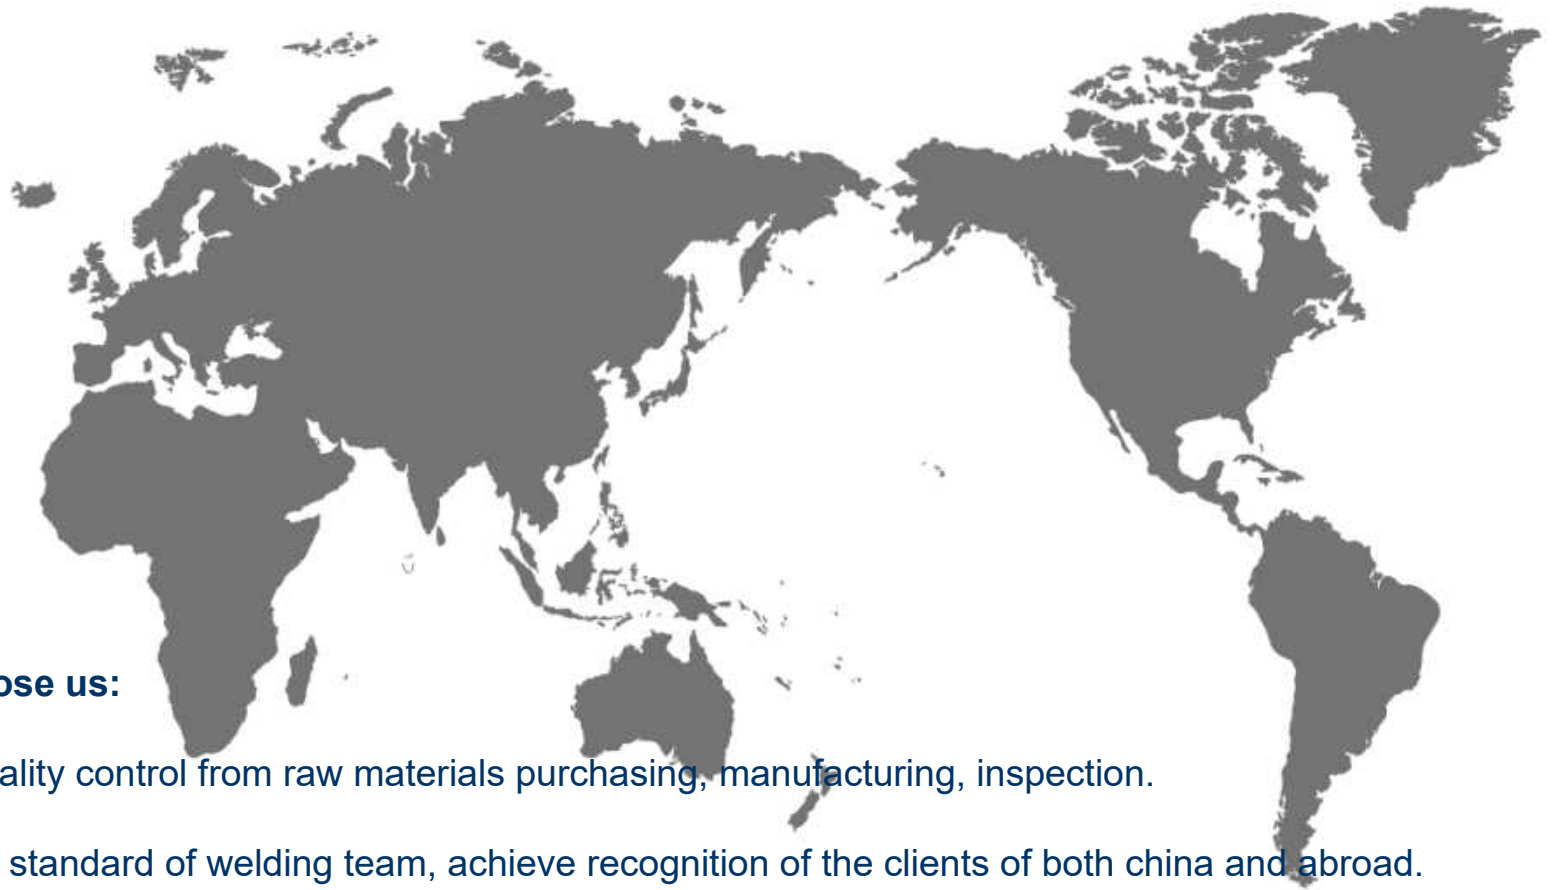 ose us:
ality control from raw materials purchasing, manufacturing, inspection.
standard of welding team, achieve recognition of the clients of both china and abroad.